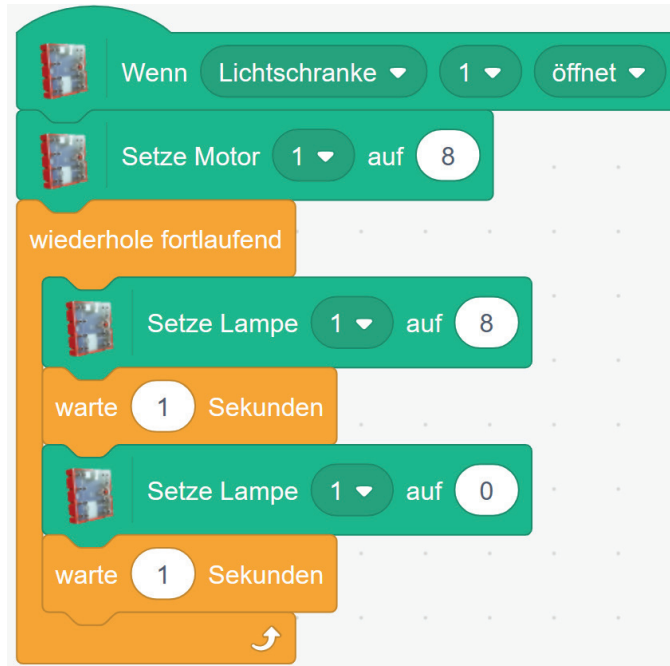 Wenn Lichtschranke 1 öffnet
Setze Motor 1 auf 8
wiederhole fortlaufend
Setze Lampe 1 auf 8
warte 1 Sekunden
Setze Lampe 1 auf 0
warte 1 Sekunden